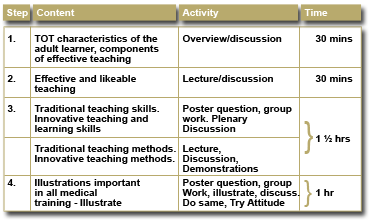 Step Content Activity Time
1. TOT characteristics of the Overview/discussion 30 mins
adult learner, components
of effective teaching
2. Effective and likeable Lecture/discussion 30 mins
teaching
3. Traditional teaching skills. Poster question, group
Innovative teaching and work. Plenary
learning skills Discussion
1 ½ hrs
Traditional teaching methods. Lecture,
Innovative teaching methods. Discussion,
Demonstrations
4. Illustrations important Poster question, group
in all medical Work, illustrate, discuss. 1 hr
training - Illustrate Do same, Try Attitude